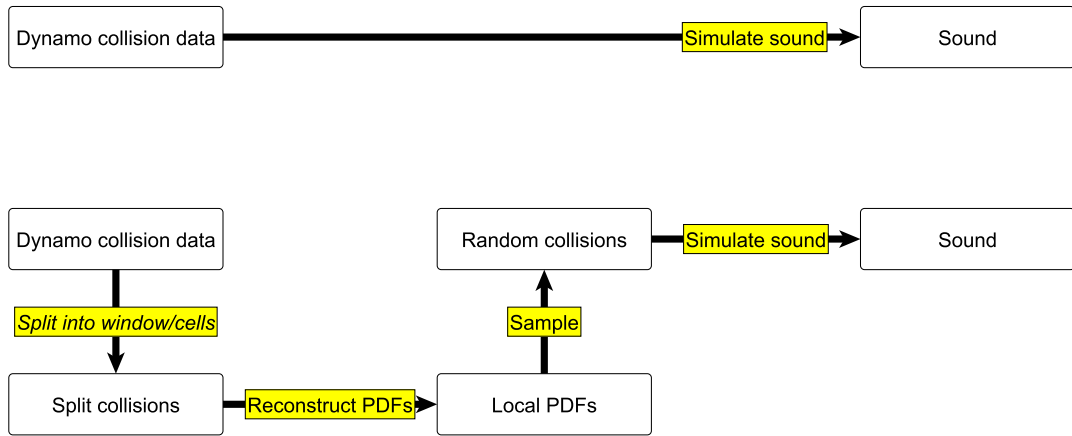 Dynamo collision data
Simulate sound
Sound
Dynamo collision data
Random collisions
Simulate sound
Sound
Split into window/cells
Sample
Split collisions
Reconstruct PDFs
Local PDFs